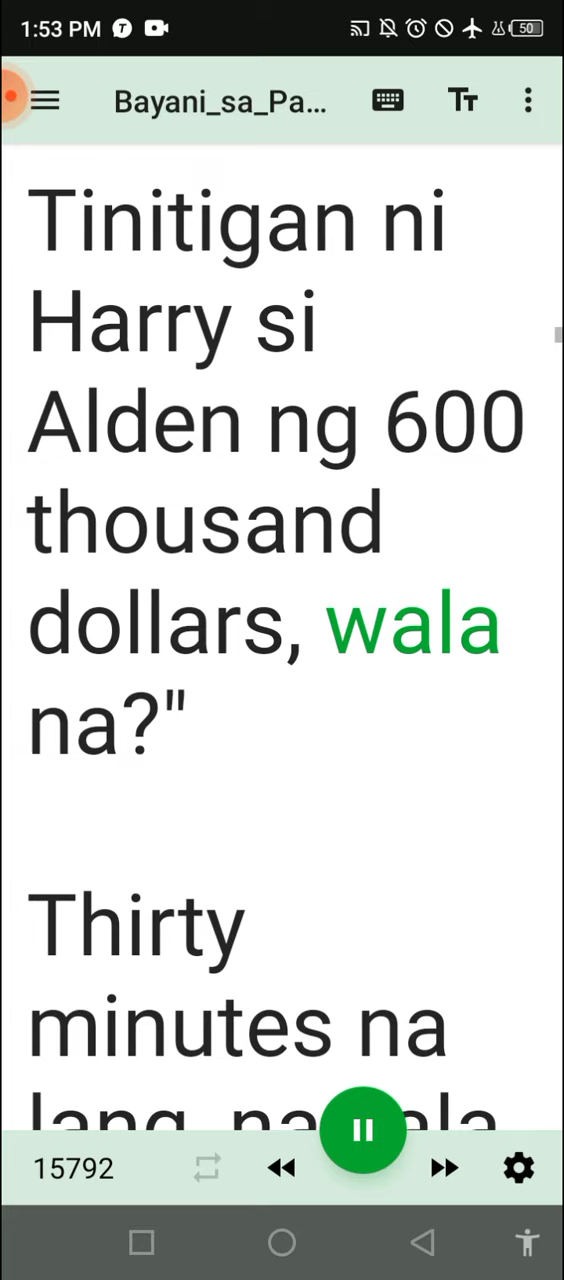 1:53 PM
50
Bayani_sa_Pa...
Tinitigan ni
Harry si
Alden ng 600
thousand
dollars, wala
na?"
Thirty
minutes na
15792